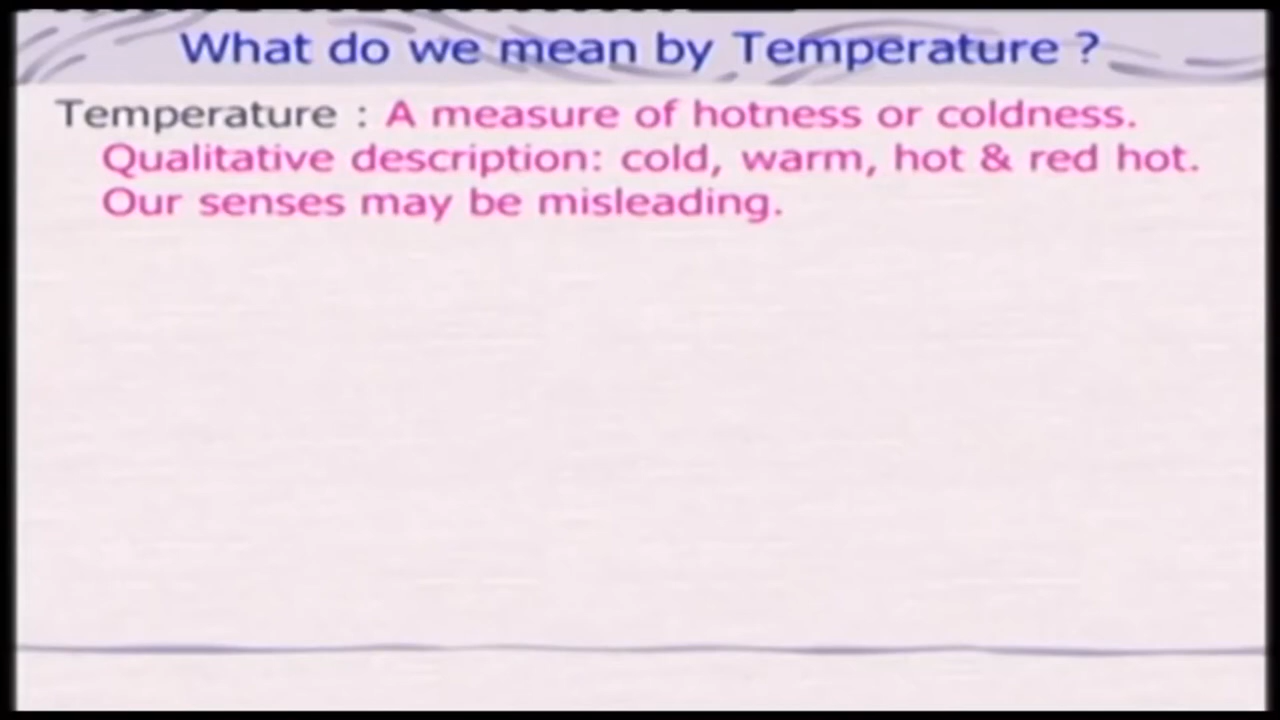 What do we mean by Temperature ?
Temperature : A measure of hotness or coldness.
Qualitative description: cold, warm, hot & red hot.
Our senses may be misleading.